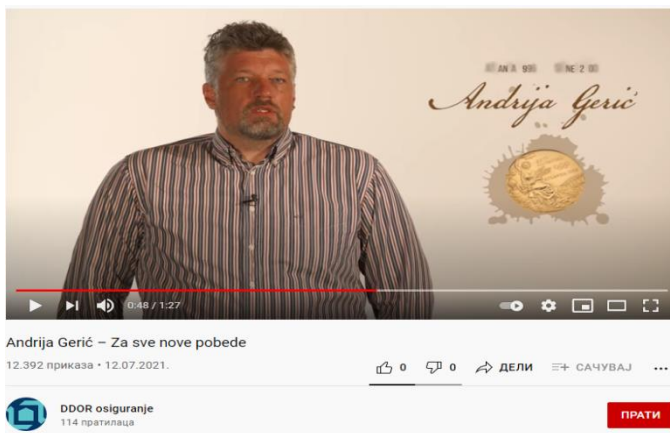 Andrija Gerić
0:48 / 1:27
Andrija Gerić – Za sve nove pobede
12.392 приказа • 12.07.2021.
0 0 ДЕЛИ САЧУВАЈ
DDOR osiguranje
114 пратилаца
ПРАТИ